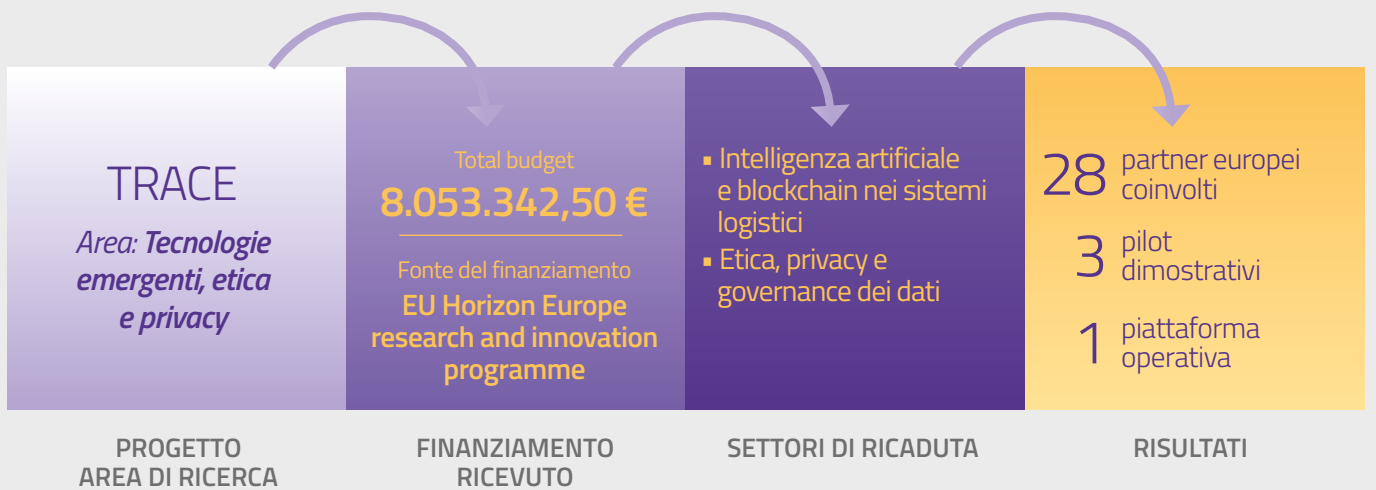 TRACE
Area: Tecnologie
emergenti, etica
e privacy
Total budget
8.053.342,50 €
Fonte del finanziamento
EU Horizon Europe
research and innovation
programme
▪ Intelligenza artificiale
e blockchain nei sistemi
logistici
▪ Etica, privacy e
governance dei dati
28 partner europei
coinvolti
3 pilot
dimostrativi
1 piattaforma
operativa
PROGETTO
AREA DI RICERCA
FINANZIAMENTO
RICEVUTO
SETTORI DI RICADUTA
RISULTATI